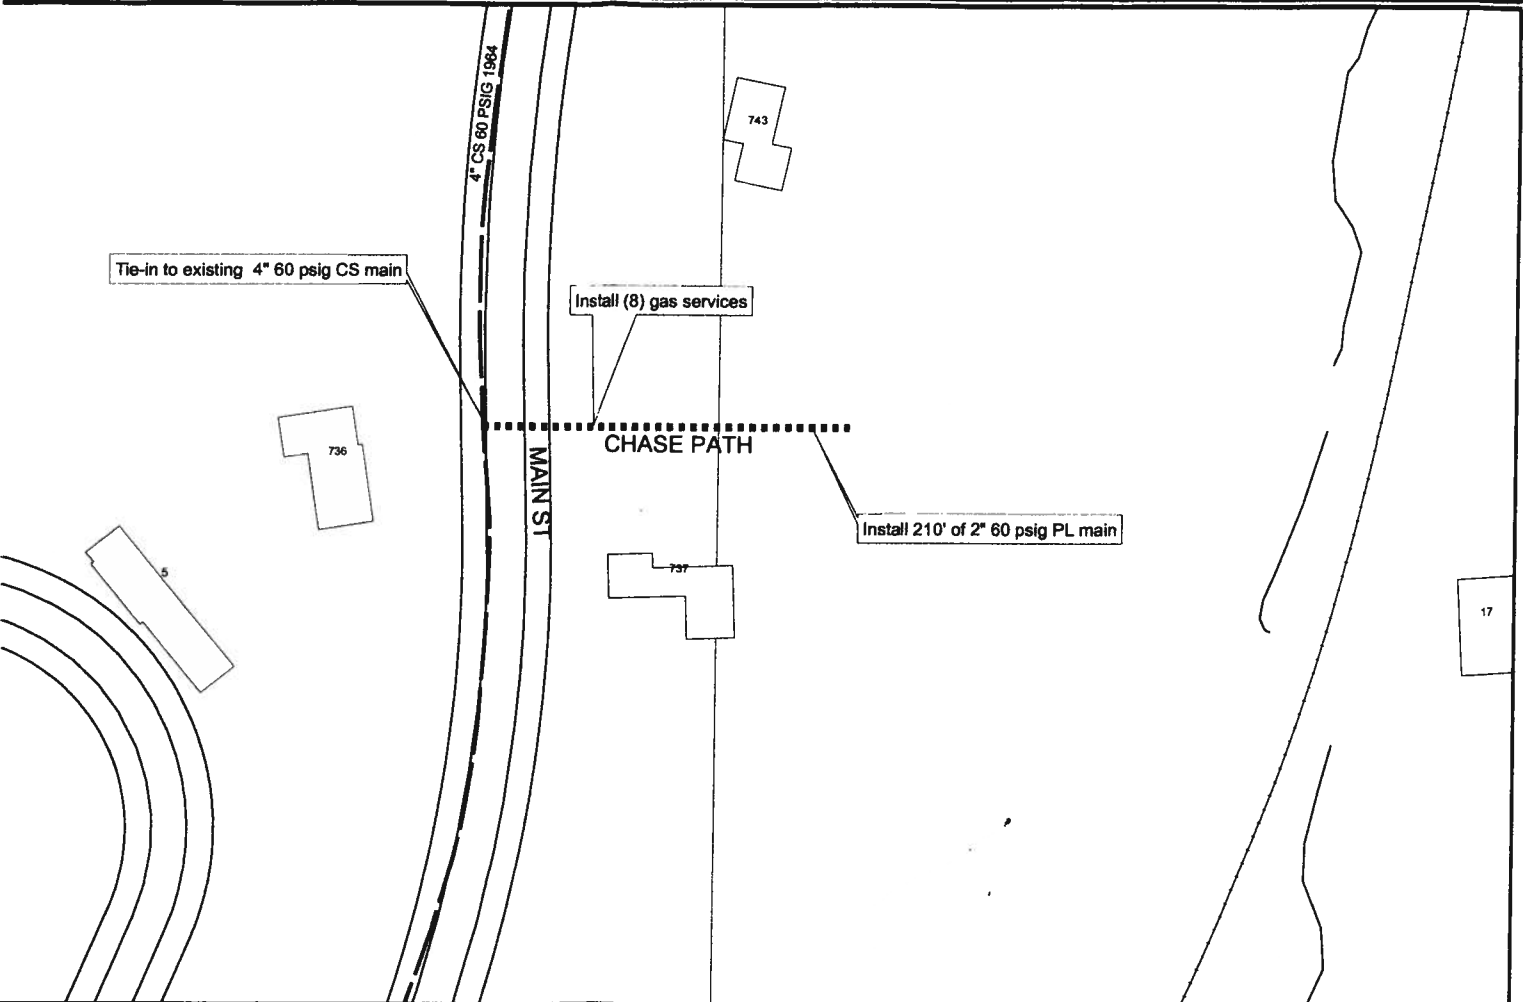 4" CS 60 PSIG 1964
743
Tie-in to existing 4" 60 psig CS main
Install (8) gas services
CHASE PATH
736
MAIN ST
Install 210' of 2" 60 psig PL main
737
5
17